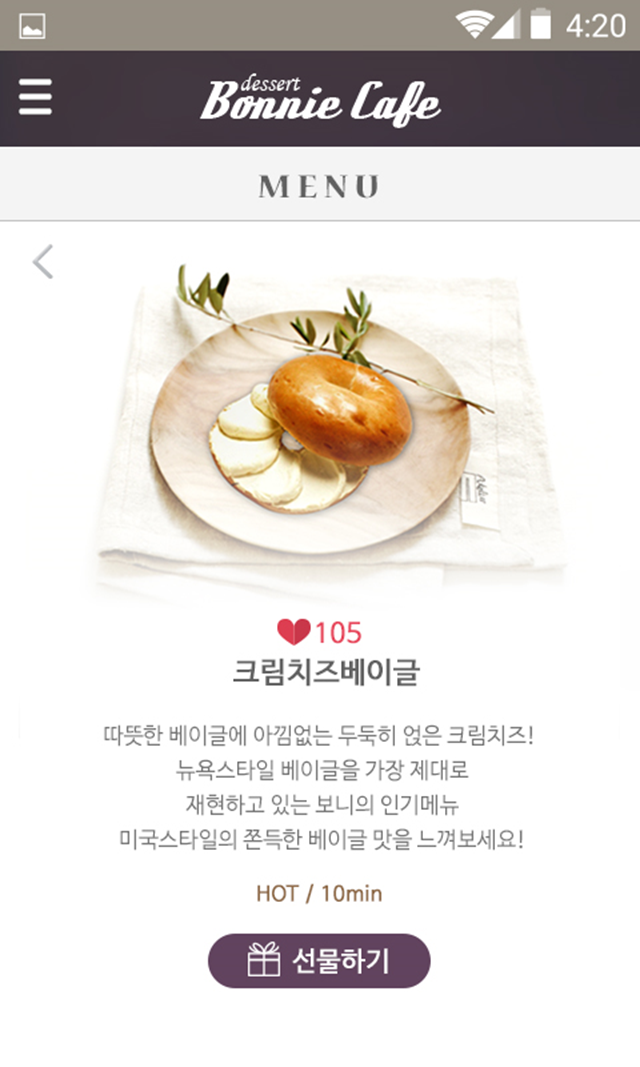 4:20
dessert
Bonnie Cafe
MENU
105
크림치즈베이글
따뜻한 베이글에 아낌없는 두둑히 얹은 크림치즈!
뉴욕스타일 베이글을 가장 제대로
재현하고 있는 보니의 인기메뉴
미국스타일의 쫀득한 베이글 맛을 느껴보세요!
HOT / 10min
선물하기